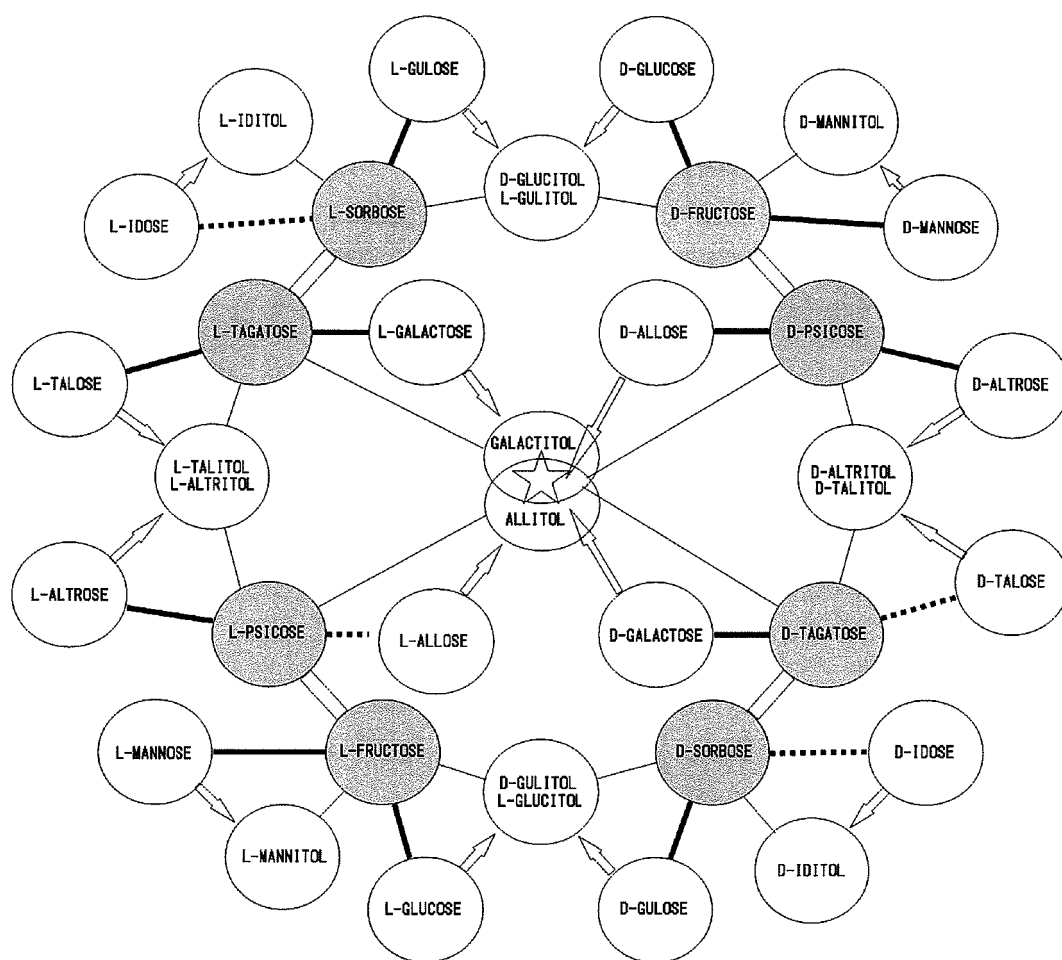 L-GULOSE
D-GLUCOSE
L-IDITOL
D-MANNITOL
D-GLUCITOL
L-GULITOL
L-IDOSE
L-SORBOSE
D-FRUCTOSE
D-MANNOSE
L-TAGATOSE
L-GALACTOSE
D-ALLOSE
D-PSICOSE
L-TALOSE
D-ALTROSE
GALACTITOL
L-TALITOL
L-ALTRITOL
D-ALTRITOL
D-TALITOL
ALLITOL
L-ALTROSE
D-TALOSE
L-PSICOSE
L-ALLOSE
D-GALACTOSE
D-TAGATOSE
L-MANNOSE
L-FRUCTOSE
D-SORBOSE
D-IDOSE
D-GULITOL
L-GLUCITOL
L-MANNITOL
D-IDITOL
L-GLUCOSE
D-GULOSE